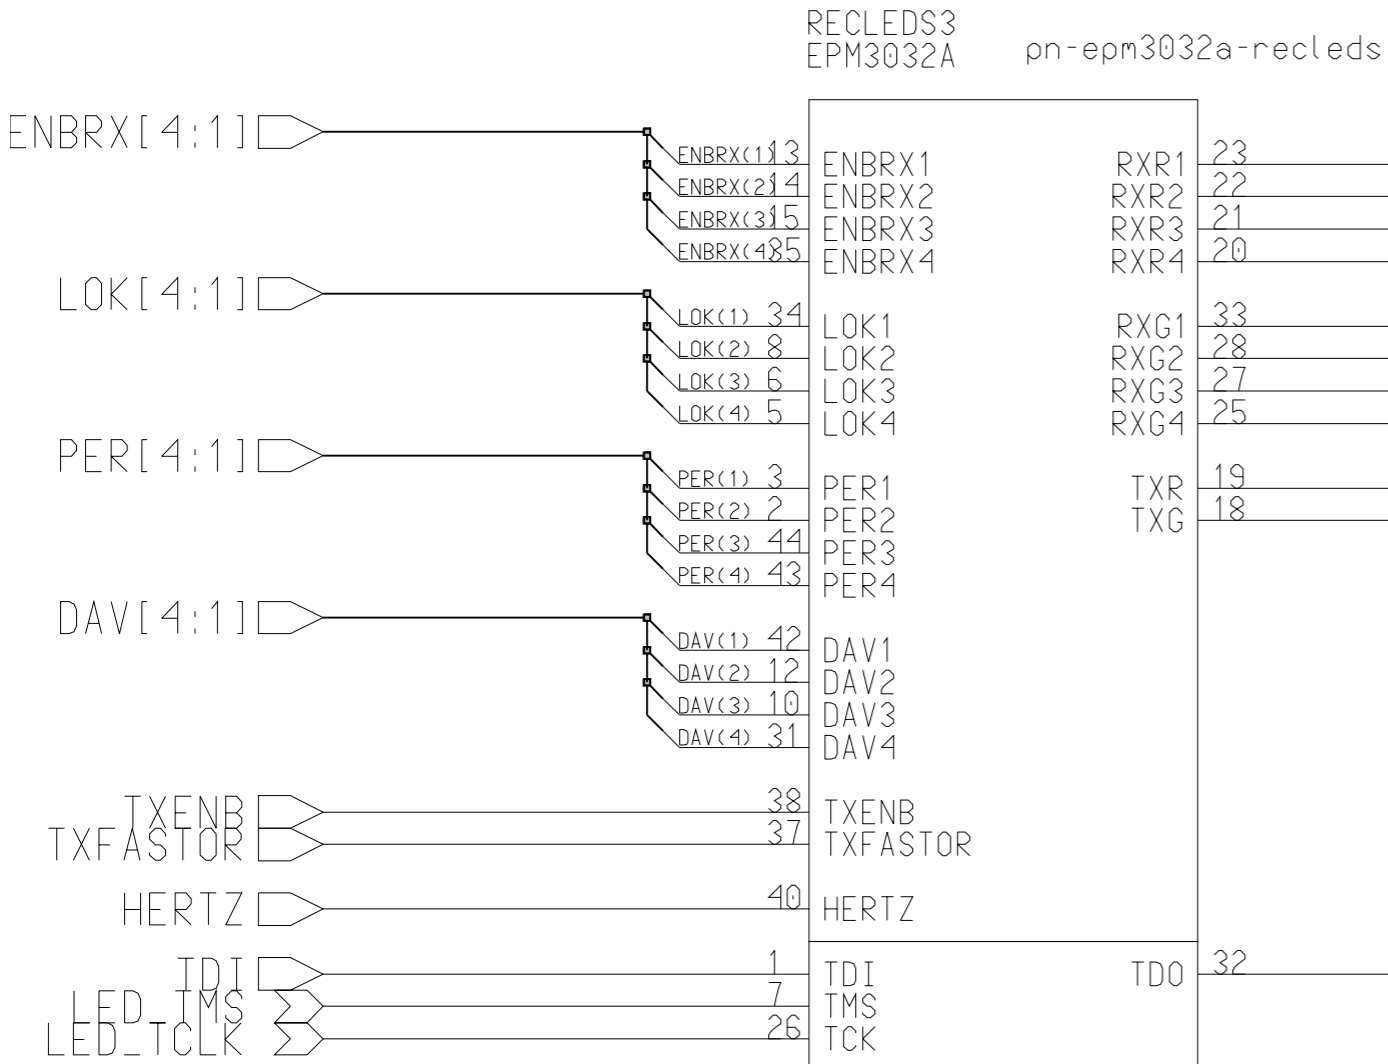 RECLEDS3
EPM3032A pn-epm3032a-recleds
ENBRX[4:1]
ENBRX(1) 13 ENBRX1 RXR1 23
ENBRX(2) 14 ENBRX2 RXR2 22
ENBRX(3) 15 ENBRX3 RXR3 21
ENBRX(4) 35 ENBRX4 RXR4 20
LOK[4:1]
LOK(1) 34 LOK1 RXG1 33
LOK(2) 8 LOK2 RXG2 28
LOK(3) 6 LOK3 RXG3 27
LOK(4) 5 LOK4 RXG4 25
PER[4:1]
PER(1) 3 PER1 TXR 19
PER(2) 2 PER2 TXG 18
PER(3) 44 PER3
PER(4) 43 PER4
DAV[4:1]
DAV(1) 42 DAV1
DAV(2) 12 DAV2
DAV(3) 10 DAV3
DAV(4) 31 DAV4
TXENB 38 TXENB
TXFASTOR 37 TXFASTOR
HERTZ 40 HERTZ
TDI 1 TDI TDO 32
LED_TMS 7 TMS
LED_TCLK 26 TCK